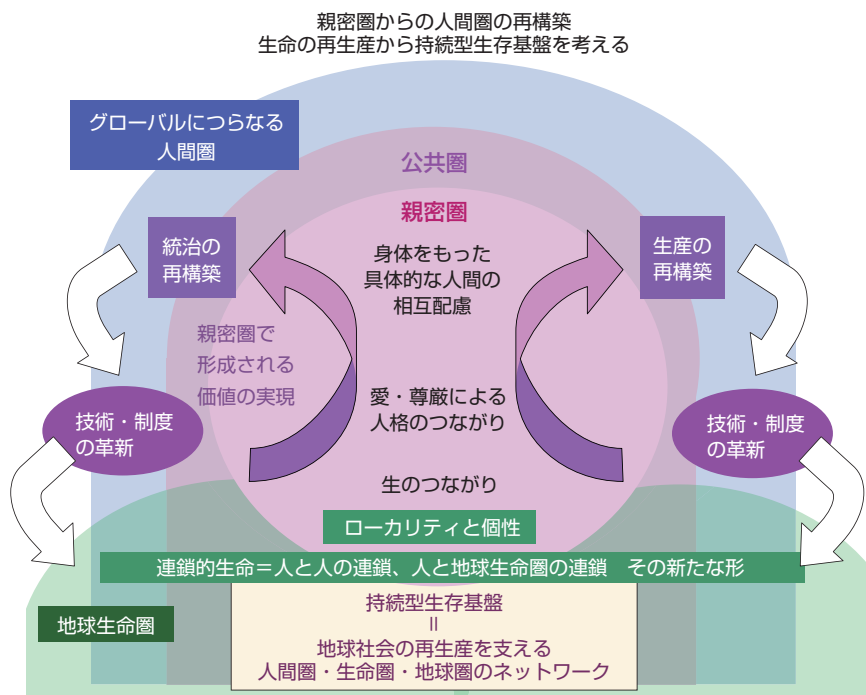 親密圏からの人間圏の再構築
生命の再生産から持続型生存基盤を考える
グローバルにつらなる
人間圏
公共圏
親密圏
統治の
再構築
身体をもった
具体的な人間の
相互配慮
生産の
再構築
親密圏で
形成される
価値の実現
愛・尊厳による
人格のつながり
技術・制度
の革新
技術・制度
の革新
生のつながり
ローカリティと個性
連鎖的生命＝人と人の連鎖、人と地球生命圏の連鎖　その新たな形
地球生命圏
持続型生存基盤
＝
地球社会の再生産を支える
人間圏・生命圏・地球圏のネットワーク